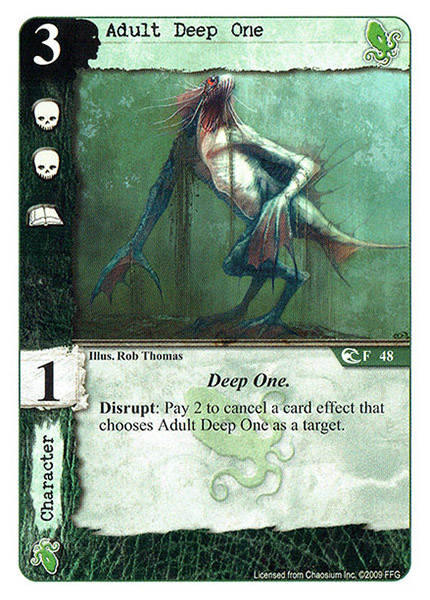 3
Adult Deep One
Illus. Rob Thomas
F 48
1
Deep One.
Disrupt: Pay 2 to cancel a card effect that
chooses Adult Deep One as a target.
Character
Licensed from Chaosium Inc. ©2009 FFG